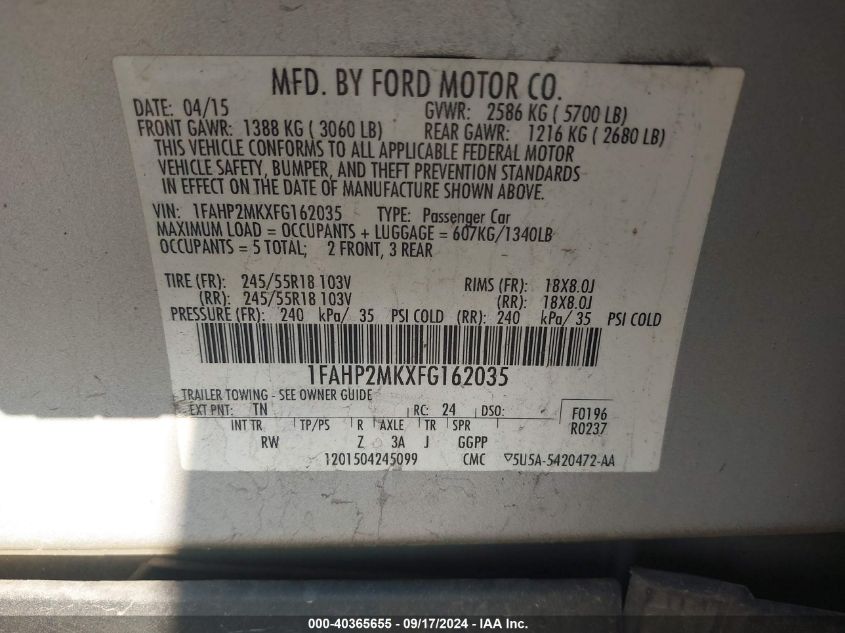 MFD. BY FORD MOTOR CO.
DATE: 04/15 GVWR: 2586 KG ( 5700 LB)
FRONT GAWR: 1388 KG ( 3060 LB) REAR GAWR: 1216 KG ( 2680 LB)
THIS VEHICLE CONFORMS TO ALL APPLICABLE FEDERAL MOTOR
VEHICLE SAFETY, BUMPER, AND THEFT PREVENTION STANDARDS
IN EFFECT ON THE DATE OF MANUFACTURE SHOWN ABOVE.
VIN: 1FAHP2MKXFG162035 TYPE: Passenger Car
MAXIMUM LOAD = OCCUPANTS + LUGGAGE = 607KG/1340LB
OCCUPANTS = 5 TOTAL; 2 FRONT, 3 REAR
TIRE (FR): 245/55R18 103V RIMS (FR): 18X8.0J
(RR): 245/55R18 103V (RR): 18X8.0J
PRESSURE (FR): 240 kPa/ 35 PSI COLD (RR): 240 kPa/ 35 PSI COLD
1FAHP2MKXFG162035
TRAILER TOWING - SEE OWNER GUIDE
EXT PNT: TN RC: 24 DSO: F0196
INT TR TP/PS R AXLE TR SPR R0237
RW Z 3A J GGPP
1201504245099 CMC ▽5U5A-5420472-AA
000-40365655 - 09/17/2024 - IAA Inc.